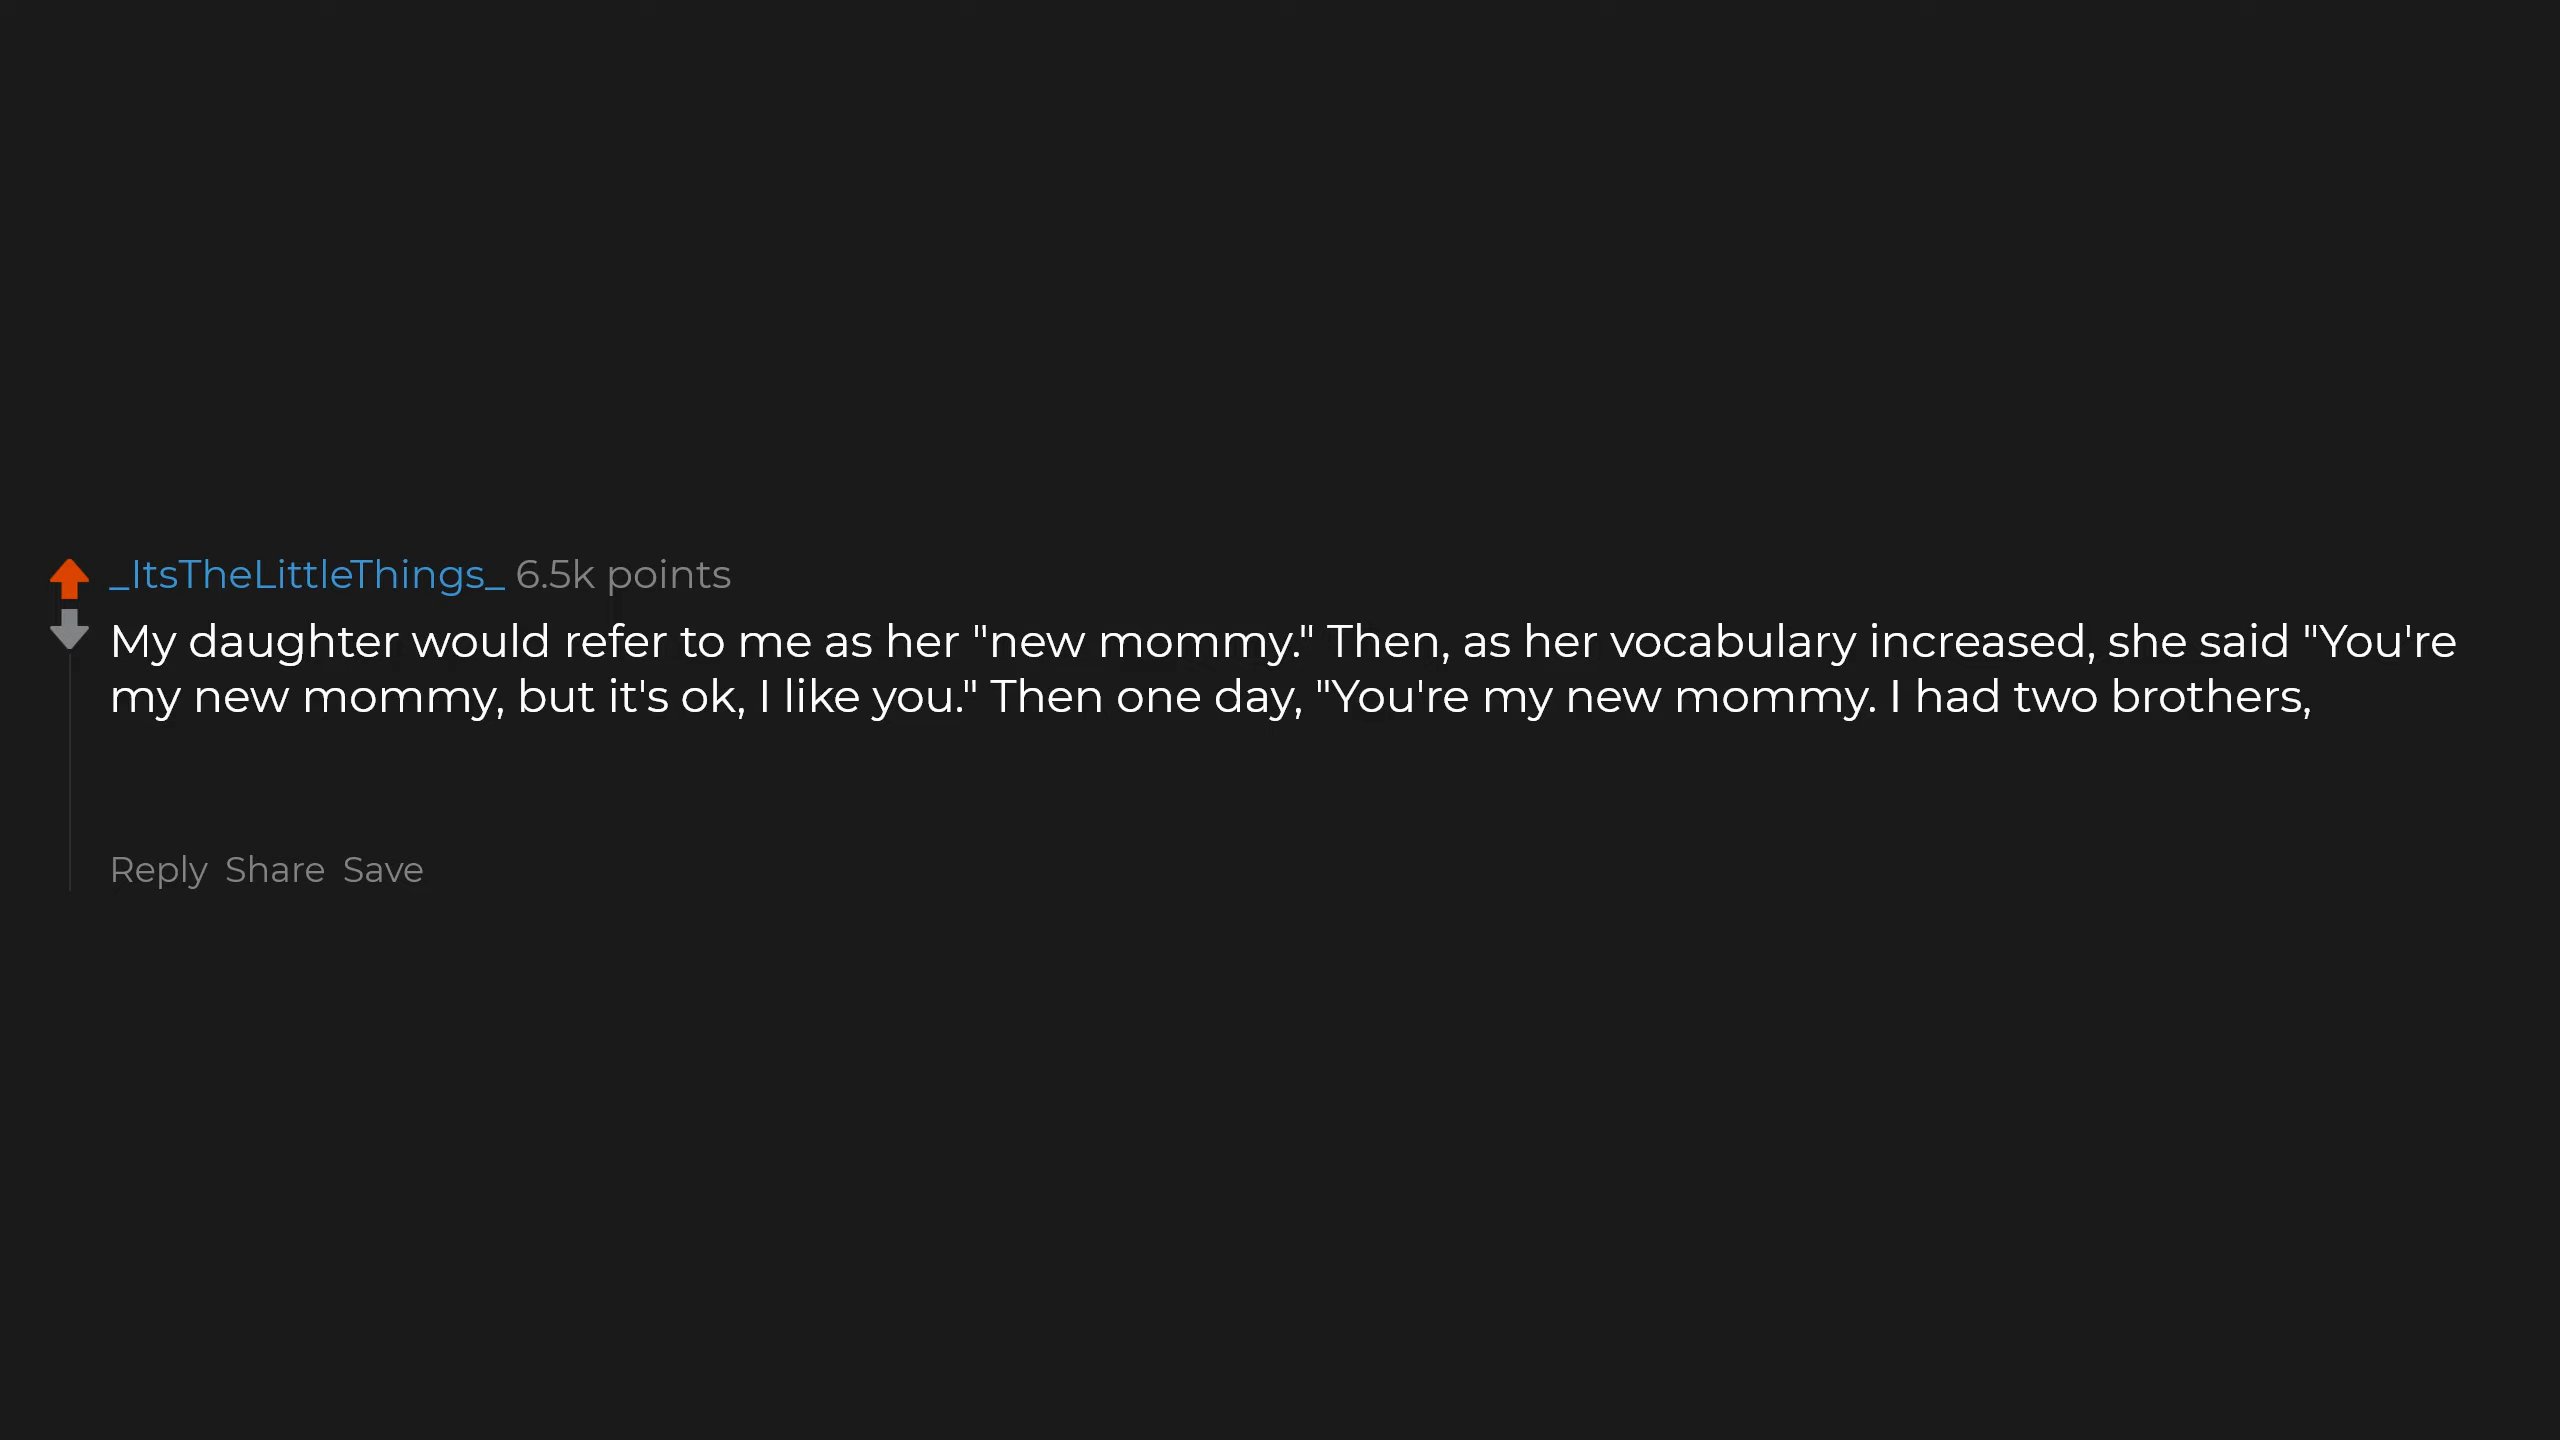 _ItsTheLittleThings_ 6.5k points
My daughter would refer to me as her "new mommy." Then, as her vocabulary increased, she said "You're
my new mommy, but it's ok, I like you." Then one day, "You're my new mommy. I had two brothers,
Reply Share Save